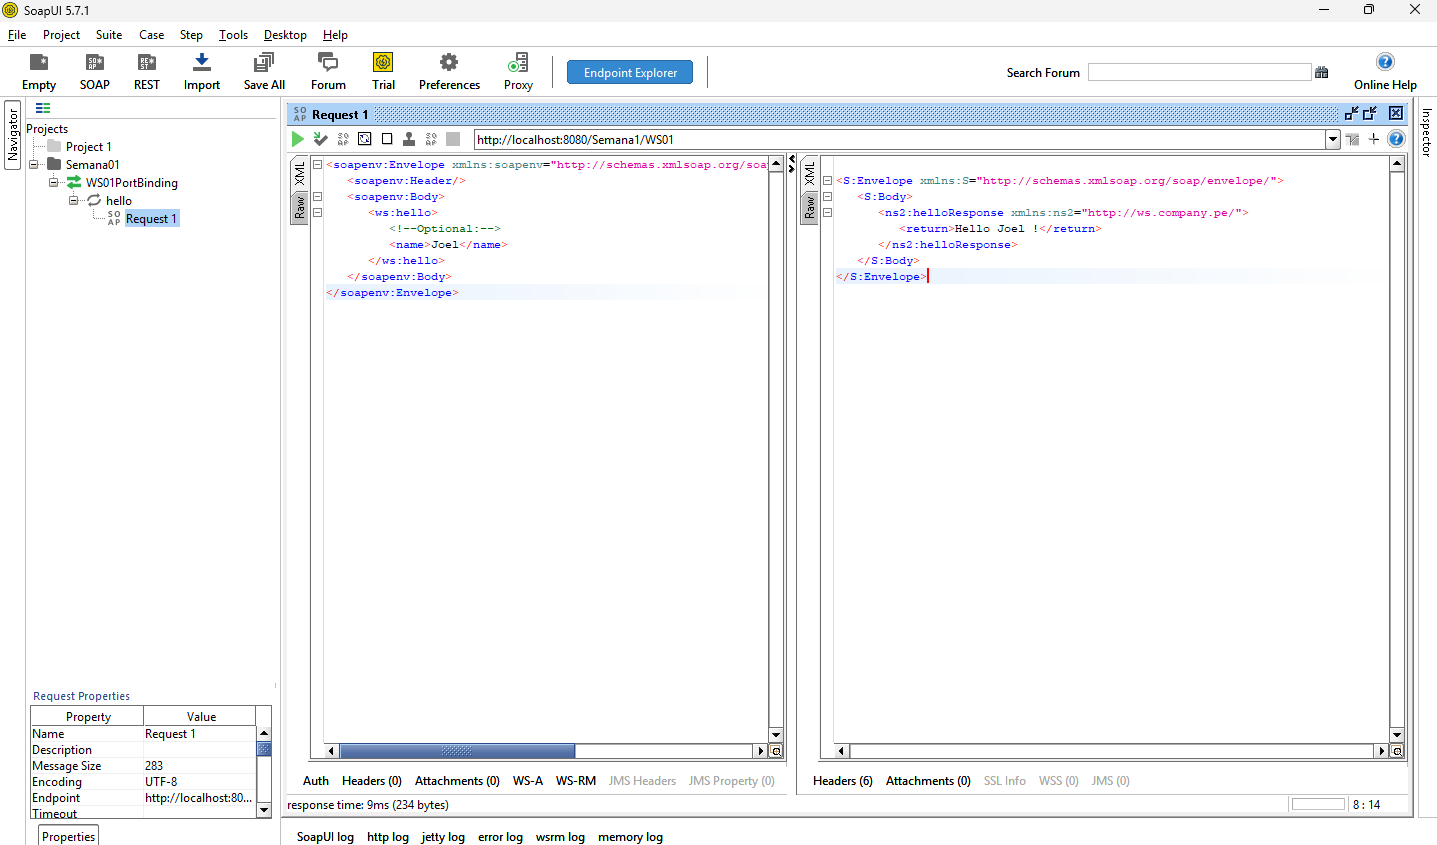 SoapUI 5.7.1
File Project Suite Case Step Tools Desktop Help
Empty SOAP REST Import Save All Forum Trial Preferences Proxy
Endpoint Explorer
Search Forum
Online Help
Navigator
Projects
Project 1
Semana01
WS01PortBinding
hello
Request 1
Request Properties
Property Value
Name Request 1
Description
Message Size 283
Encoding UTF-8
Endpoint http://localhost:80...
Timeout
Properties
Request 1
http://localhost:8080/Semana1/WS01
XML
Raw
<soapenv:Envelope xmlns:soapenv="http://schemas.xmlsoap.org/soa
<soapenv:Header/>
<soapenv:Body>
<ws:hello>
<!--Optional:-->
<name>Joel</name>
</ws:hello>
</soapenv:Body>
</soapenv:Envelope>
Auth Headers (0) Attachments (0) WS-A WS-RM JMS Headers JMS Property (0)
XML
Raw
<S:Envelope xmlns:S="http://schemas.xmlsoap.org/soap/envelope/">
<S:Body>
<ns2:helloResponse xmlns:ns2="http://ws.company.pe/">
<return>Hello Joel !</return>
</ns2:helloResponse>
</S:Body>
</S:Envelope>
Headers (6) Attachments (0) SSL Info WSS (0) JMS (0)
response time: 9ms (234 bytes)
8 : 14
SoapUI log http log jetty log error log wsrm log memory log
Inspector